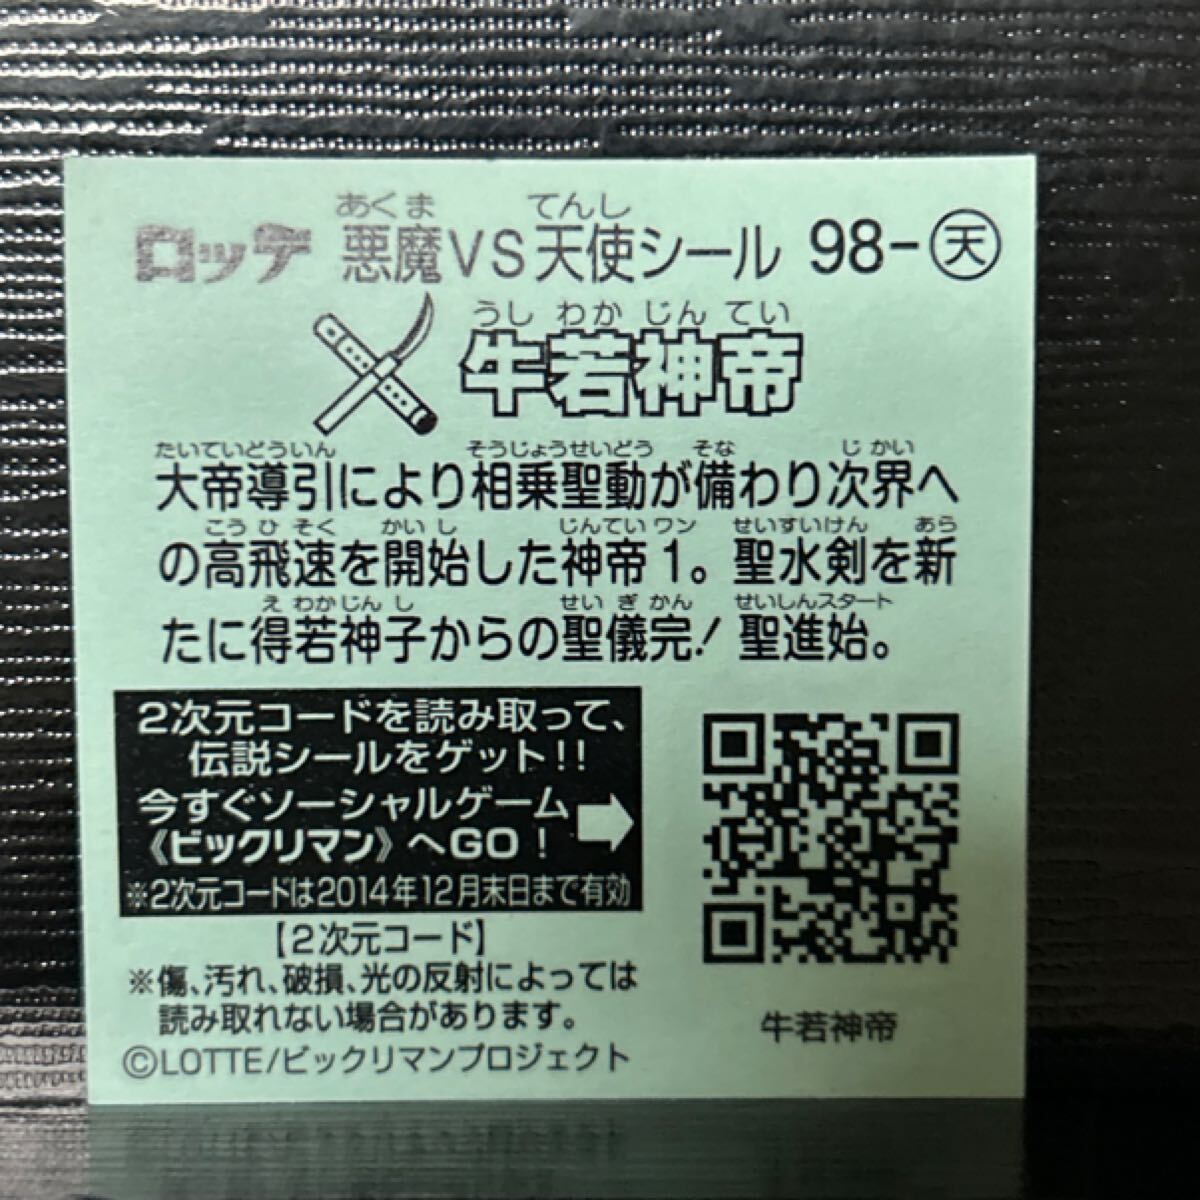 あくま てんし
ロッテ 悪魔VS天使シール 98-天
うし わか じん てい
牛若神帝
たいていどういん そうじょうせいどう そな じ かい
大帝導引により相乗聖動が備わり次界へ
こう ひ そく かい し じんてい ワン せいすいけん あら
の高飛速を開始した神帝1。聖水剣を新
え わかじん し せい ぎ かん せいしんスタート
たに得若神子からの聖儀完!聖進始。
2次元コードを読み取って、
伝説シールをゲット!!
今すぐソーシャルゲーム
《ビックリマン》へGO!
※2次元コードは2014年12月末日まで有効
【2次元コード】
※傷、汚れ、破損、光の反射によっては
読み取れない場合があります。
©LOTTE/ビックリマンプロジェクト
牛若神帝